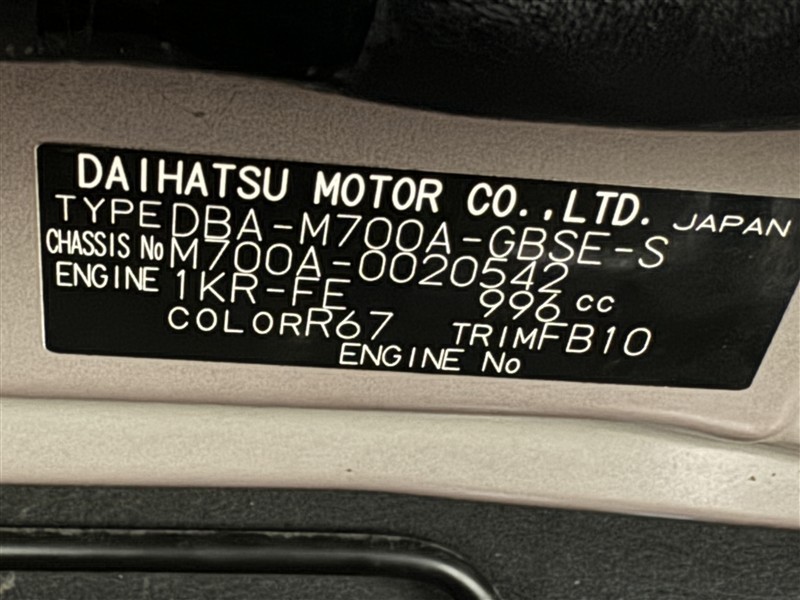 DAIHATSU MOTOR CO.,LTD. JAPAN
TYPE DBA-M700A-GBSE-S
CHASSIS No M700A-0020542
ENGINE 1KR-FE 996 cc
COLOR R67 TRIM FB10
ENGINE No